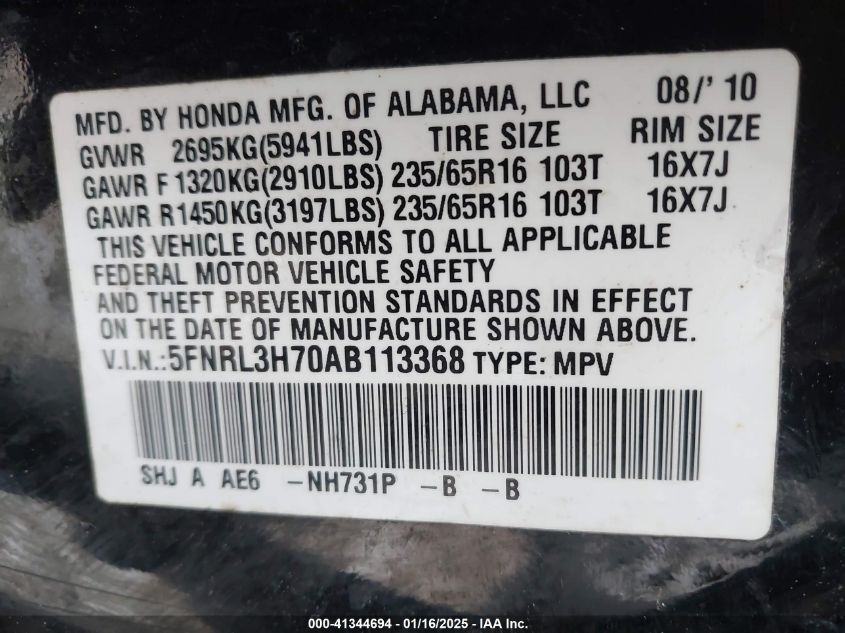 MFD. BY HONDA MFG. OF ALABAMA, LLC 08/' 10
GVWR 2695KG(5941LBS) TIRE SIZE RIM SIZE
GAWR F 1320KG(2910LBS) 235/65R16 103T 16X7J
GAWR R1450KG(3197LBS) 235/65R16 103T 16X7J
THIS VEHICLE CONFORMS TO ALL APPLICABLE
FEDERAL MOTOR VEHICLE SAFETY
AND THEFT PREVENTION STANDARDS IN EFFECT
ON THE DATE OF MANUFACTURE SHOWN ABOVE.
V.I.N.:5FNRL3H70AB113368 TYPE: MPV
SHJ A AE6 -NH731P -B -B
000-41344694 - 01/16/2025 - IAA Inc.